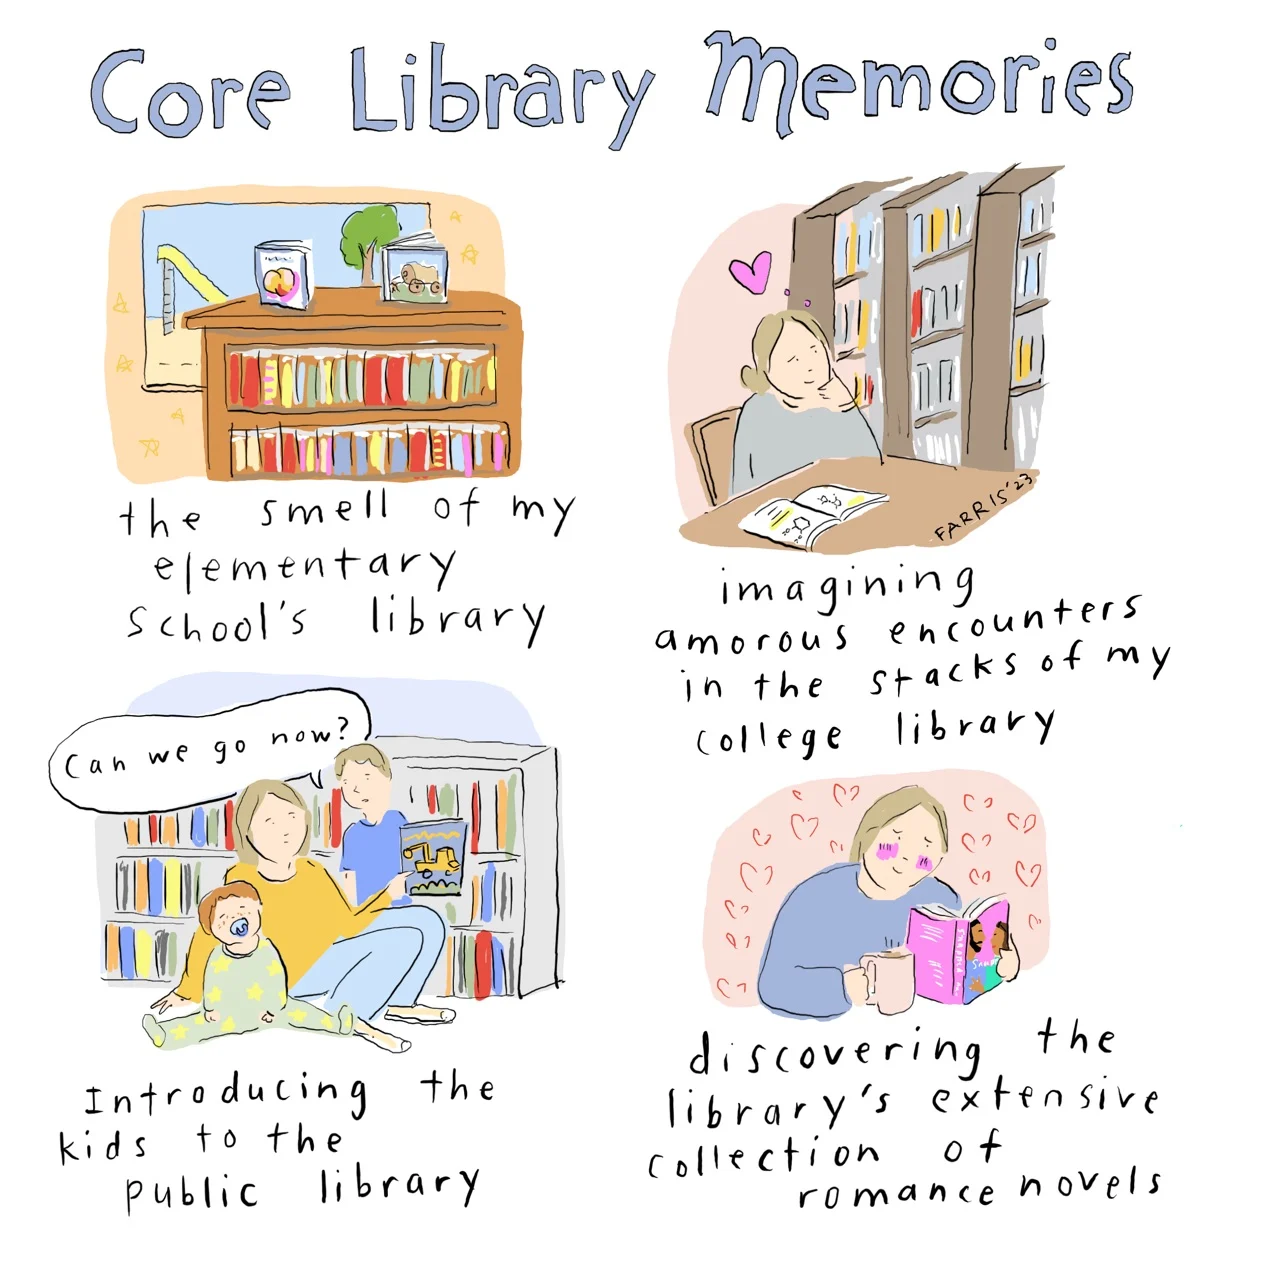 Core Library Memories
the smell of my
elementary
school's library
FARRIS '23
imagining
amorous encounters
in the stacks of my
college library
Can we go now?
Introducing the
kids to the
public library
discovering the
library's extensive
collection of
romance novels